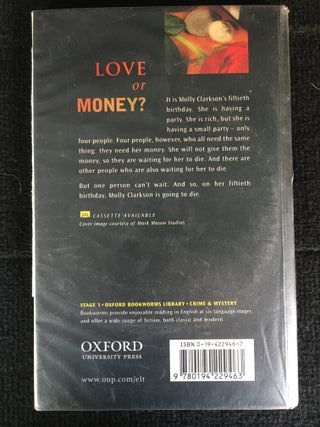 LOVE
or
MONEY?
It is Molly Clarkson's fiftieth
birthday. She is having a
party. She is rich, but she is
having a small party – only
four people. Four people, however, who all need the same
thing: they need her money. She will not give them the
money, so they are waiting for her to die. And there are
other people who are also waiting for her to die.
But one person can't wait. And so, on her fiftieth
birthday, Molly Clarkson is going to die.
CASSETTE AVAILABLE
Cover image courtesy of Mark Mason Studios
STAGE 1 • OXFORD BOOKWORMS LIBRARY • CRIME & MYSTERY
Bookworms provide enjoyable reading in English at six language stages,
and offer a wide range of fiction, both classic and modern.
OXFORD
UNIVERSITY PRESS
www.oup.com/elt
ISBN 0-19-422946-7
9 780194 229463